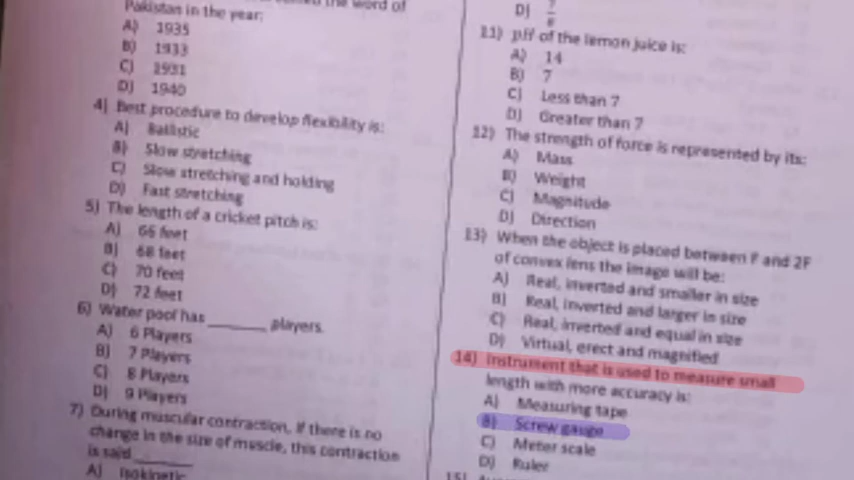 the word of
Pakistan in the year:
A) 1935
B) 1933
C) 1931
D) 1940
4) Best procedure to develop flexibility is:
A) Ballistic
B) Slow stretching
C) Slow stretching and holding
D) Fast stretching
5) The length of a cricket pitch is:
A) 66 feet
B) 68 feet
C) 70 feet
D) 72 feet
6) Water pool has ______ players.
A) 6 Players
B) 7 Players
C) 8 Players
D) 9 Players
7) During muscular contraction, if there is no
change in the size of muscle, this contraction
is said ______
A) Isokinetic
D)
11) pH of the lemon juice is:
A) 14
B) 7
C) Less than 7
D) Greater than 7
12) The strength of force is represented by its:
A) Mass
B) Weight
C) Magnitude
D) Direction
13) When the object is placed between F and 2F
of convex lens the image will be:
A) Real, inverted and smaller in size
B) Real, inverted and larger in size
C) Real, inverted and equal in size
D) Virtual, erect and magnified
14) Instrument that is used to measure small
length with more accuracy is:
A) Measuring tape
B) Screw gauge
C) Meter scale
D) Ruler
15)